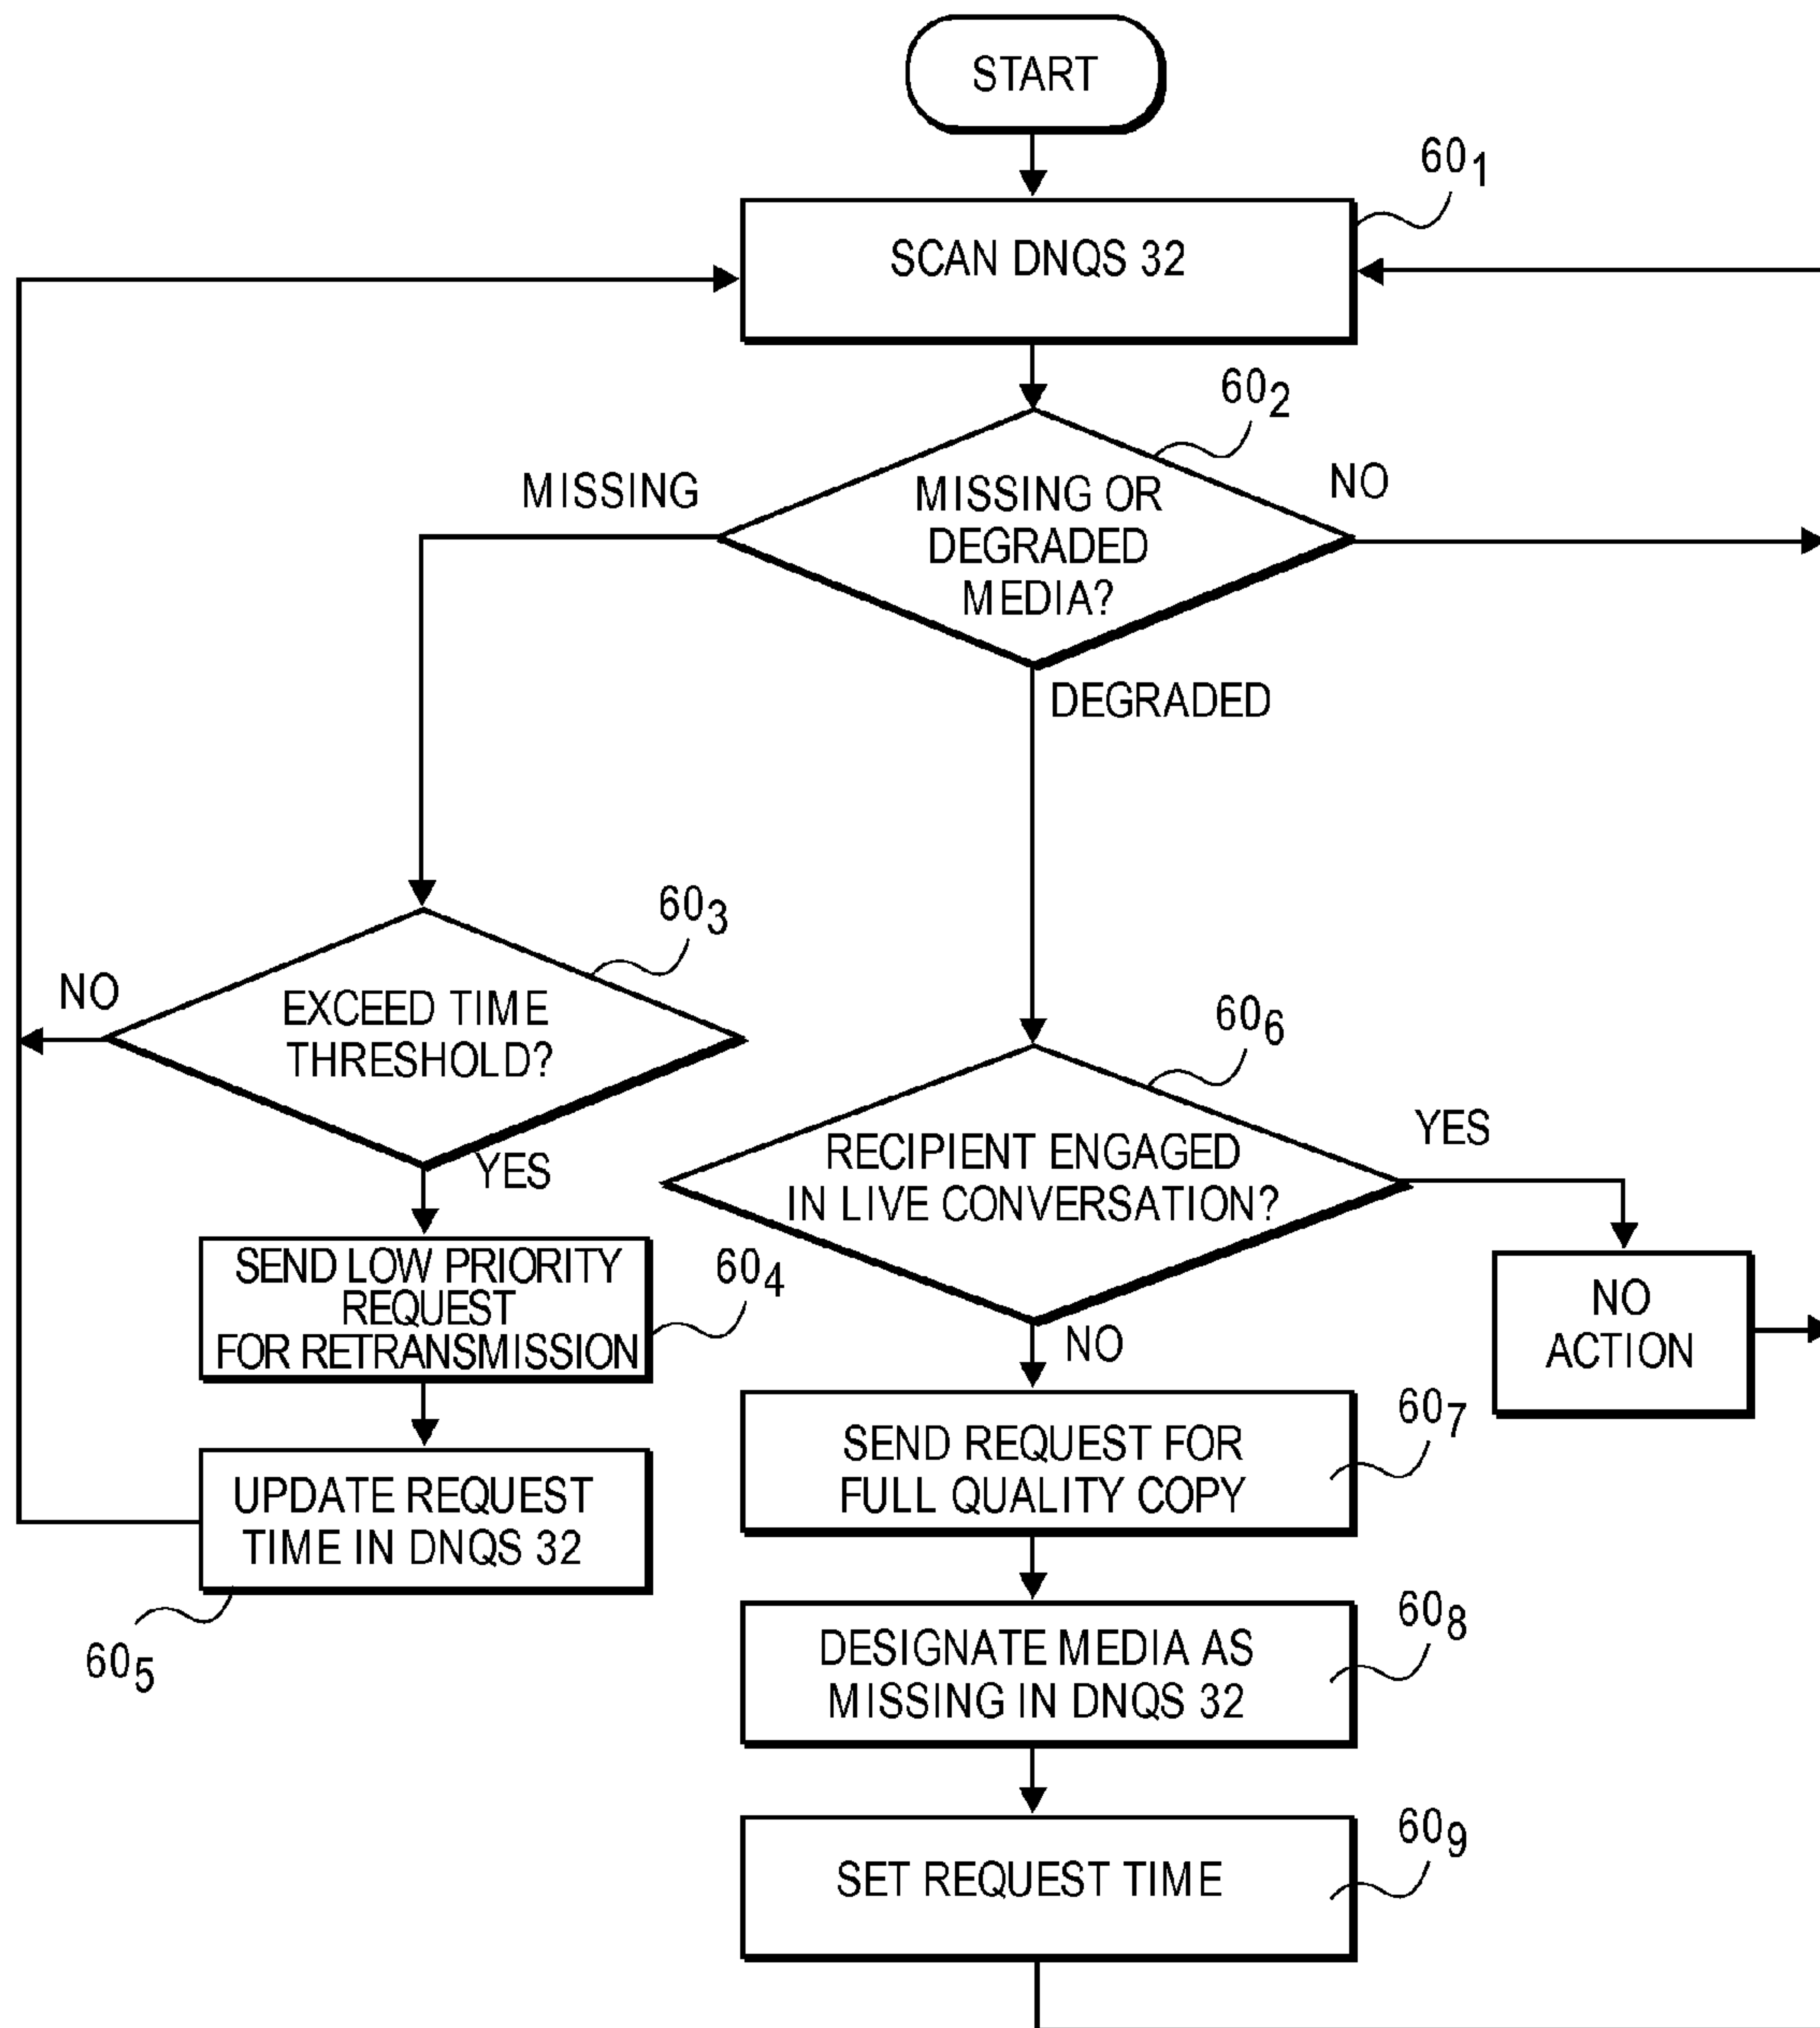 START
60₁
SCAN DNQS 32
60₂
MISSING
NO
MISSING OR
DEGRADED
MEDIA?
DEGRADED
60₃
NO
EXCEED TIME
THRESHOLD?
YES
60₆
YES
RECIPIENT ENGAGED
IN LIVE CONVERSATION?
NO
SEND LOW PRIORITY
REQUEST
FOR RETRANSMISSION
60₄
NO
ACTION
60₇
SEND REQUEST FOR
FULL QUALITY COPY
UPDATE REQUEST
TIME IN DNQS 32
60₅
60₈
DESIGNATE MEDIA AS
MISSING IN DNQS 32
60₉
SET REQUEST TIME